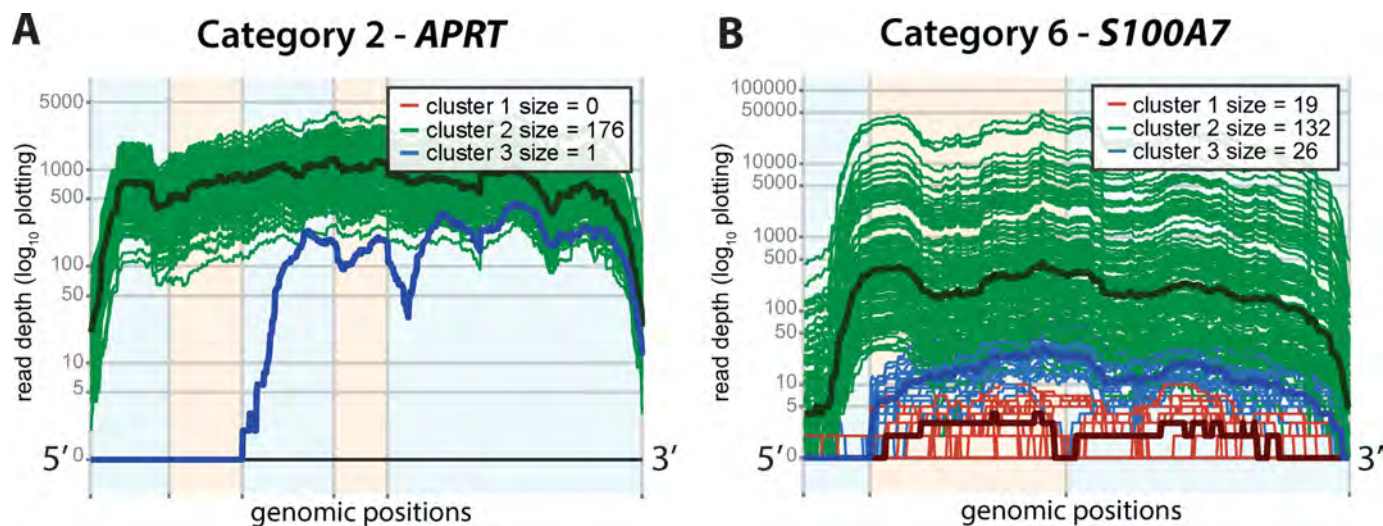 A
Category 2 - APRT
read depth (log10 plotting)
5000
1000
500
100
50
10
5
0
cluster 1 size = 0
cluster 2 size = 176
cluster 3 size = 1
5′
3′
genomic positions
B
Category 6 - S100A7
read depth (log10 plotting)
100000
50000
10000
5000
1000
500
100
50
10
5
0
cluster 1 size = 19
cluster 2 size = 132
cluster 3 size = 26
5′
3′
genomic positions